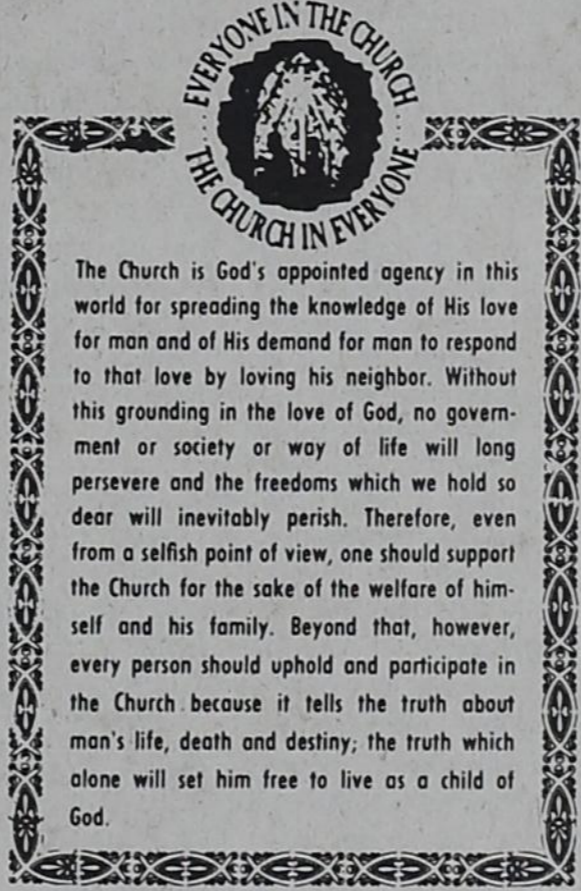 EVERYONE IN THE CHURCH
THE CHURCH IN EVERYONE
The Church is God's appointed agency in this
world for spreading the knowledge of His love
for man and of His demand for man to respond
to that love by loving his neighbor. Without
this grounding in the love of God, no govern-
ment or society or way of life will long
persevere and the freedoms which we hold so
dear will inevitably perish. Therefore, even
from a selfish point of view, one should support
the Church for the sake of the welfare of him-
self and his family. Beyond that, however,
every person should uphold and participate in
the Church because it tells the truth about
man's life, death and destiny; the truth which
alone will set him free to live as a child of
God.